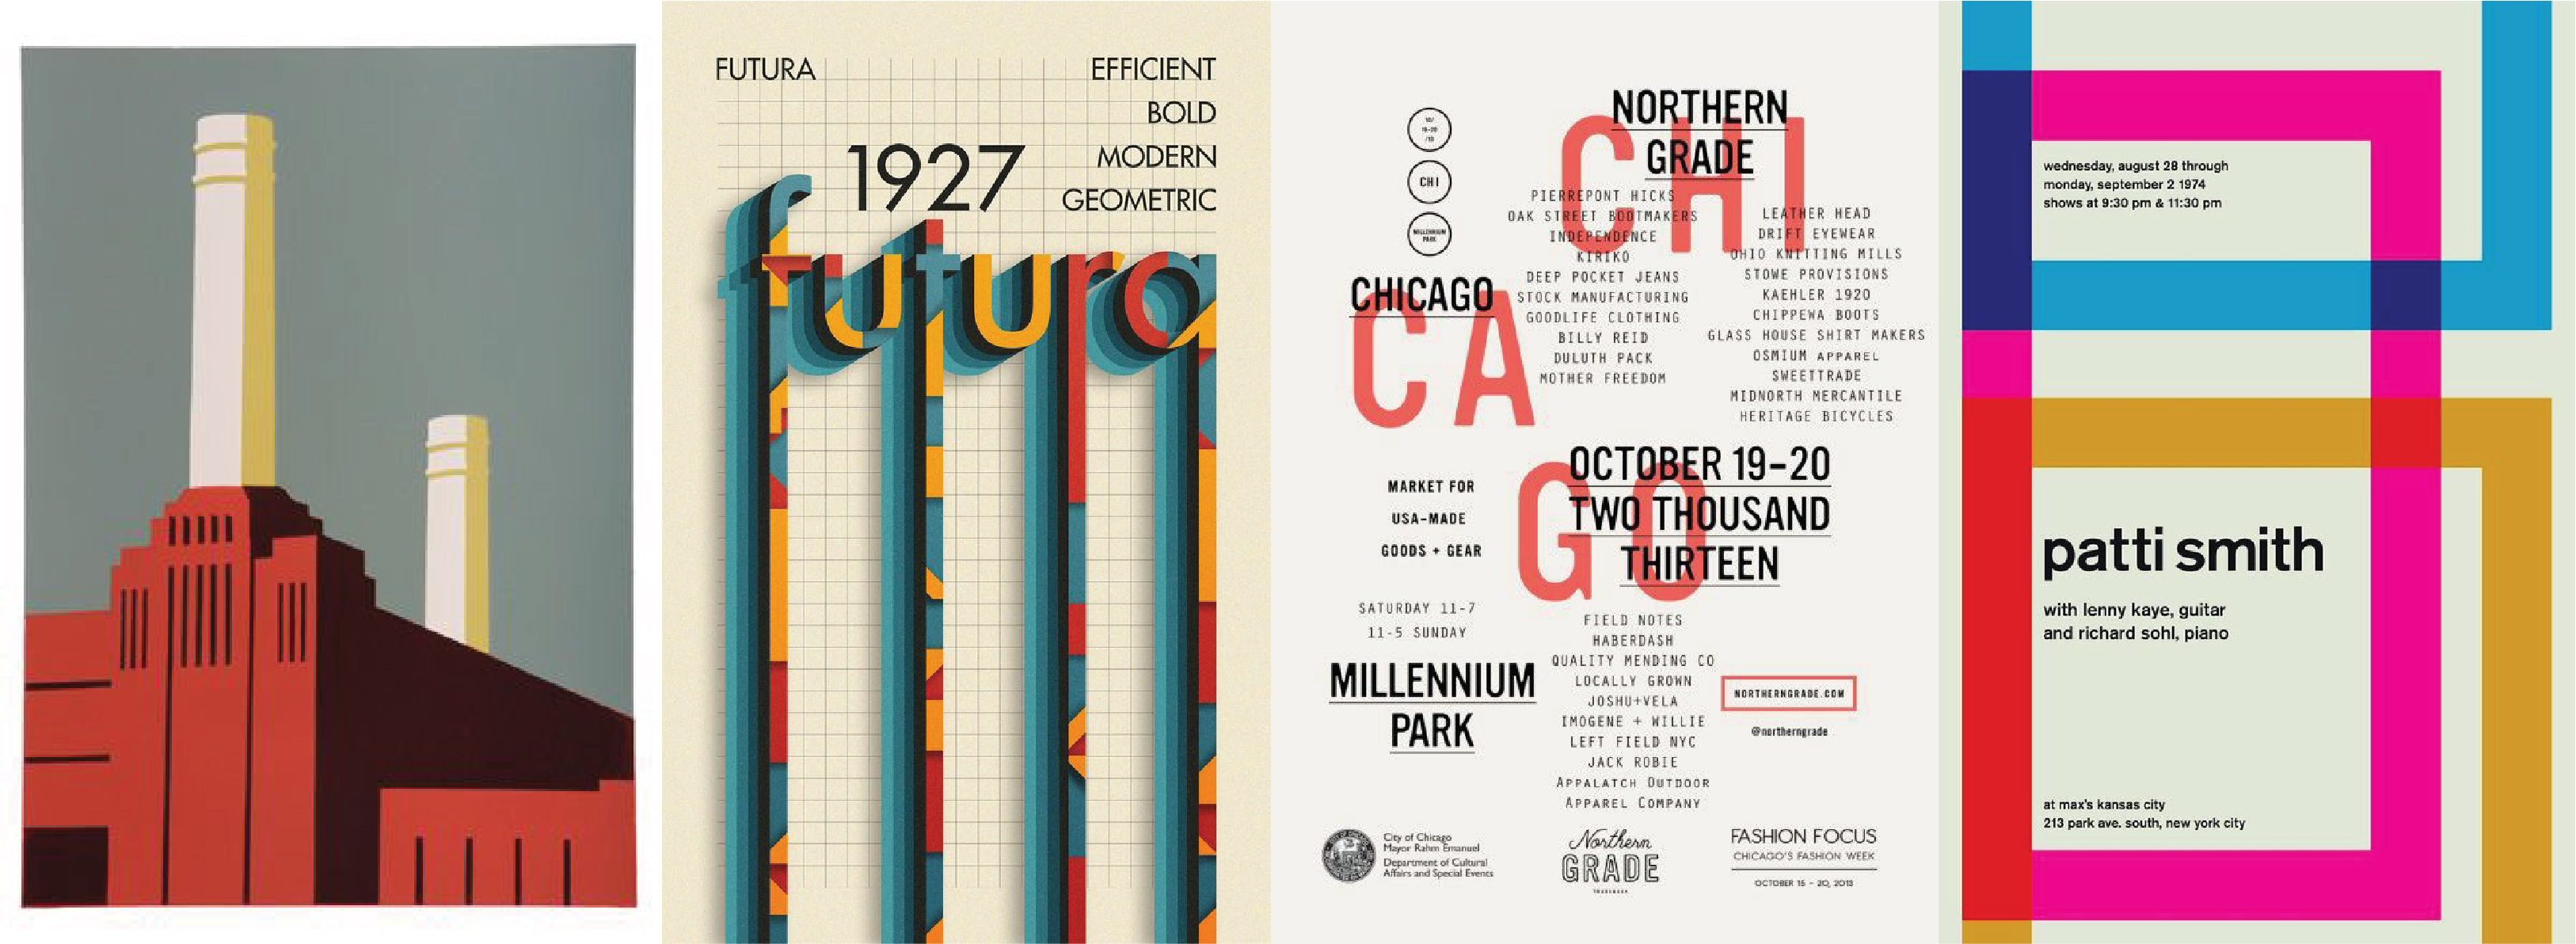 FUTURA
EFFICIENT
BOLD
MODERN
GEOMETRIC
1927
futura
10/
19-20
/13
CHI
MILLENNIUM
PARK
NORTHERN
GRADE
CHI
PIERREPONT HICKS
OAK STREET BOOTMAKERS
INDEPENDENCE
KIRIKO
DEEP POCKET JEANS
STOCK MANUFACTURING
GOODLIFE CLOTHING
BILLY REID
DULUTH PACK
MOTHER FREEDOM
LEATHER HEAD
DRIFT EYEWEAR
OHIO KNITTING MILLS
STOWE PROVISIONS
KAEHLER 1920
CHIPPEWA BOOTS
GLASS HOUSE SHIRT MAKERS
OSMIUM APPAREL
SWEETTRADE
MIDNORTH MERCANTILE
HERITAGE BICYCLES
CHICAGO
CA
OCTOBER 19–20
TWO THOUSAND
THIRTEEN
GO
MARKET FOR
USA–MADE
GOODS + GEAR
SATURDAY 11-7
11-5 SUNDAY
MILLENNIUM
PARK
FIELD NOTES
HABERDASH
QUALITY MENDING CO
LOCALLY GROWN
JOSHU+VELA
IMOGENE + WILLIE
LEFT FIELD NYC
JACK ROBIE
APPALATCH OUTDOOR
APPAREL COMPANY
NORTHERNGRADE.COM
@northerngrade
City of Chicago
Mayor Rahm Emanuel
Department of Cultural
Affairs and Special Events
Northern
GRADE
FASHION FOCUS
CHICAGO'S FASHION WEEK
OCTOBER 15 – 20, 2013
wednesday, august 28 through
monday, september 2 1974
shows at 9:30 pm & 11:30 pm
patti smith
with lenny kaye, guitar
and richard sohl, piano
at max's kansas city
213 park ave. south, new york city